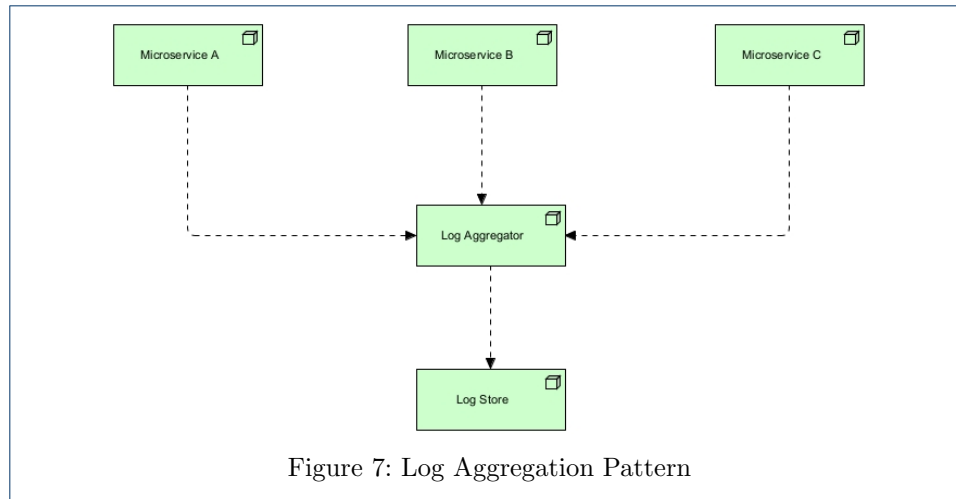 Microservice A
Microservice B
Microservice C
Log Aggregator
Log Store
Figure 7: Log Aggregation Pattern